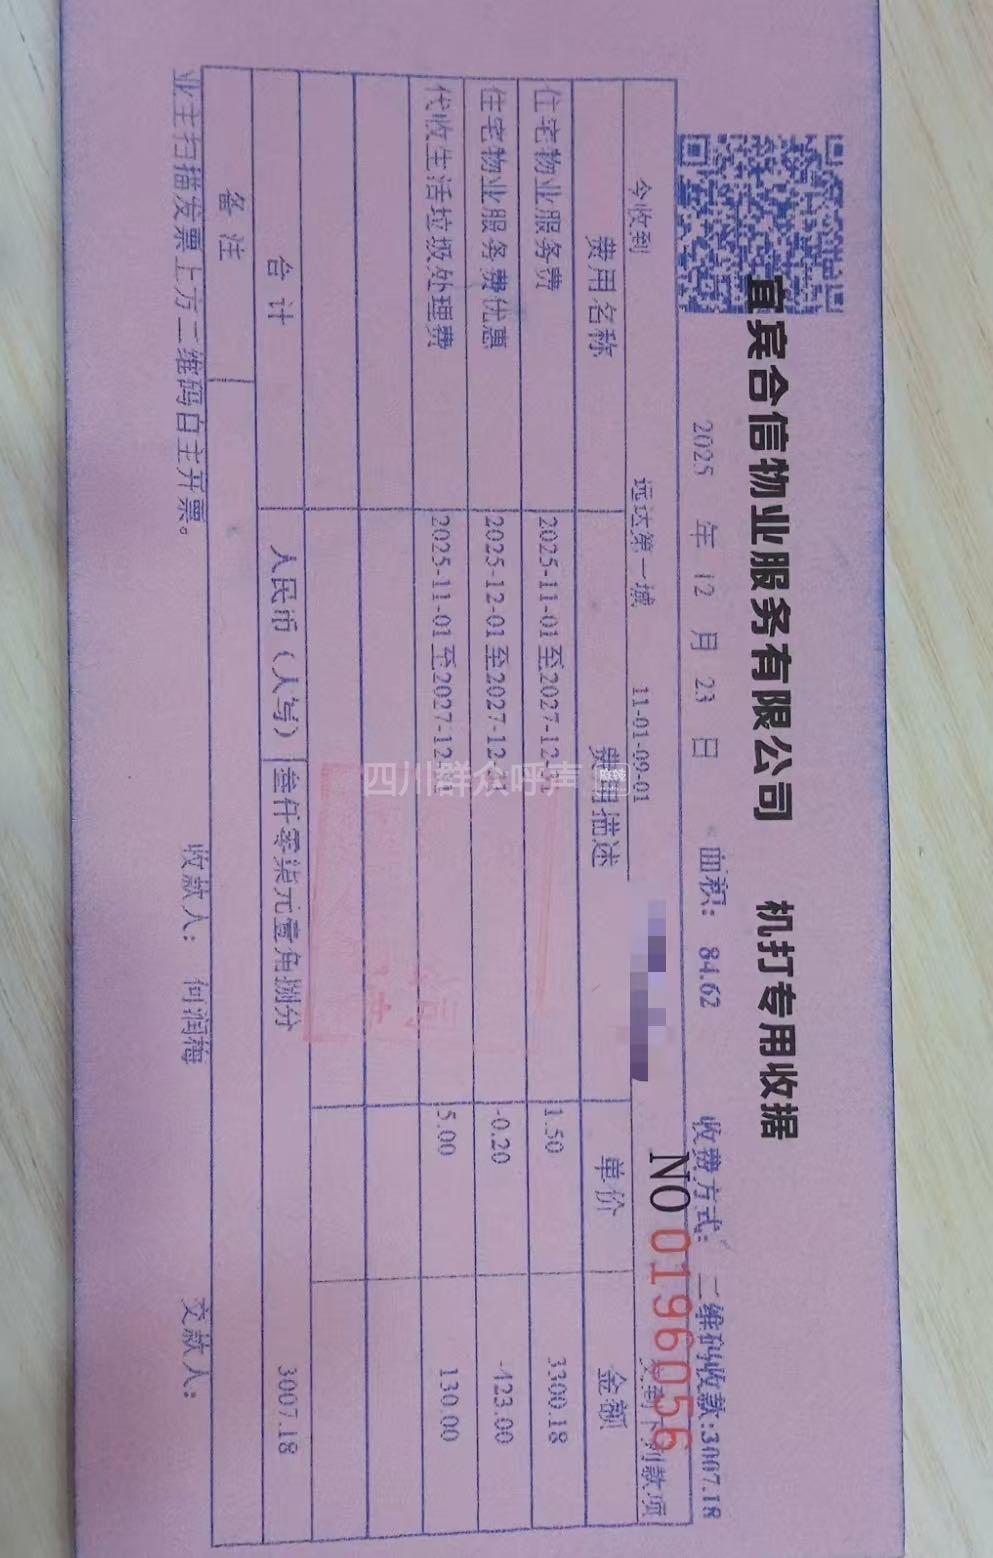 宜宾合信物业服务有限公司 机打专用收据
2025 年 12 月 23 日 面积: 84.62 收费方式: 二维码收款:3007.18
NO 0196056
今收到 远达第一城 11-01-09-01 下列款项
费用名称 费用描述 单价 金额
住宅物业服务费 2025-11-01至2027-12 1.50 3300.18
住宅物业服务费优惠 2025-12-01至2027-12 -0.20 -423.00
代收生活垃圾处理费 2025-11-01至2027-12 5.00 130.00
合计 人民币(大写) 叁仟零柒元壹角捌分 3007.18
备注
业主扫描发票上方二维码自主开票。 收款人: 何润梅 交款人:
四川群众呼声